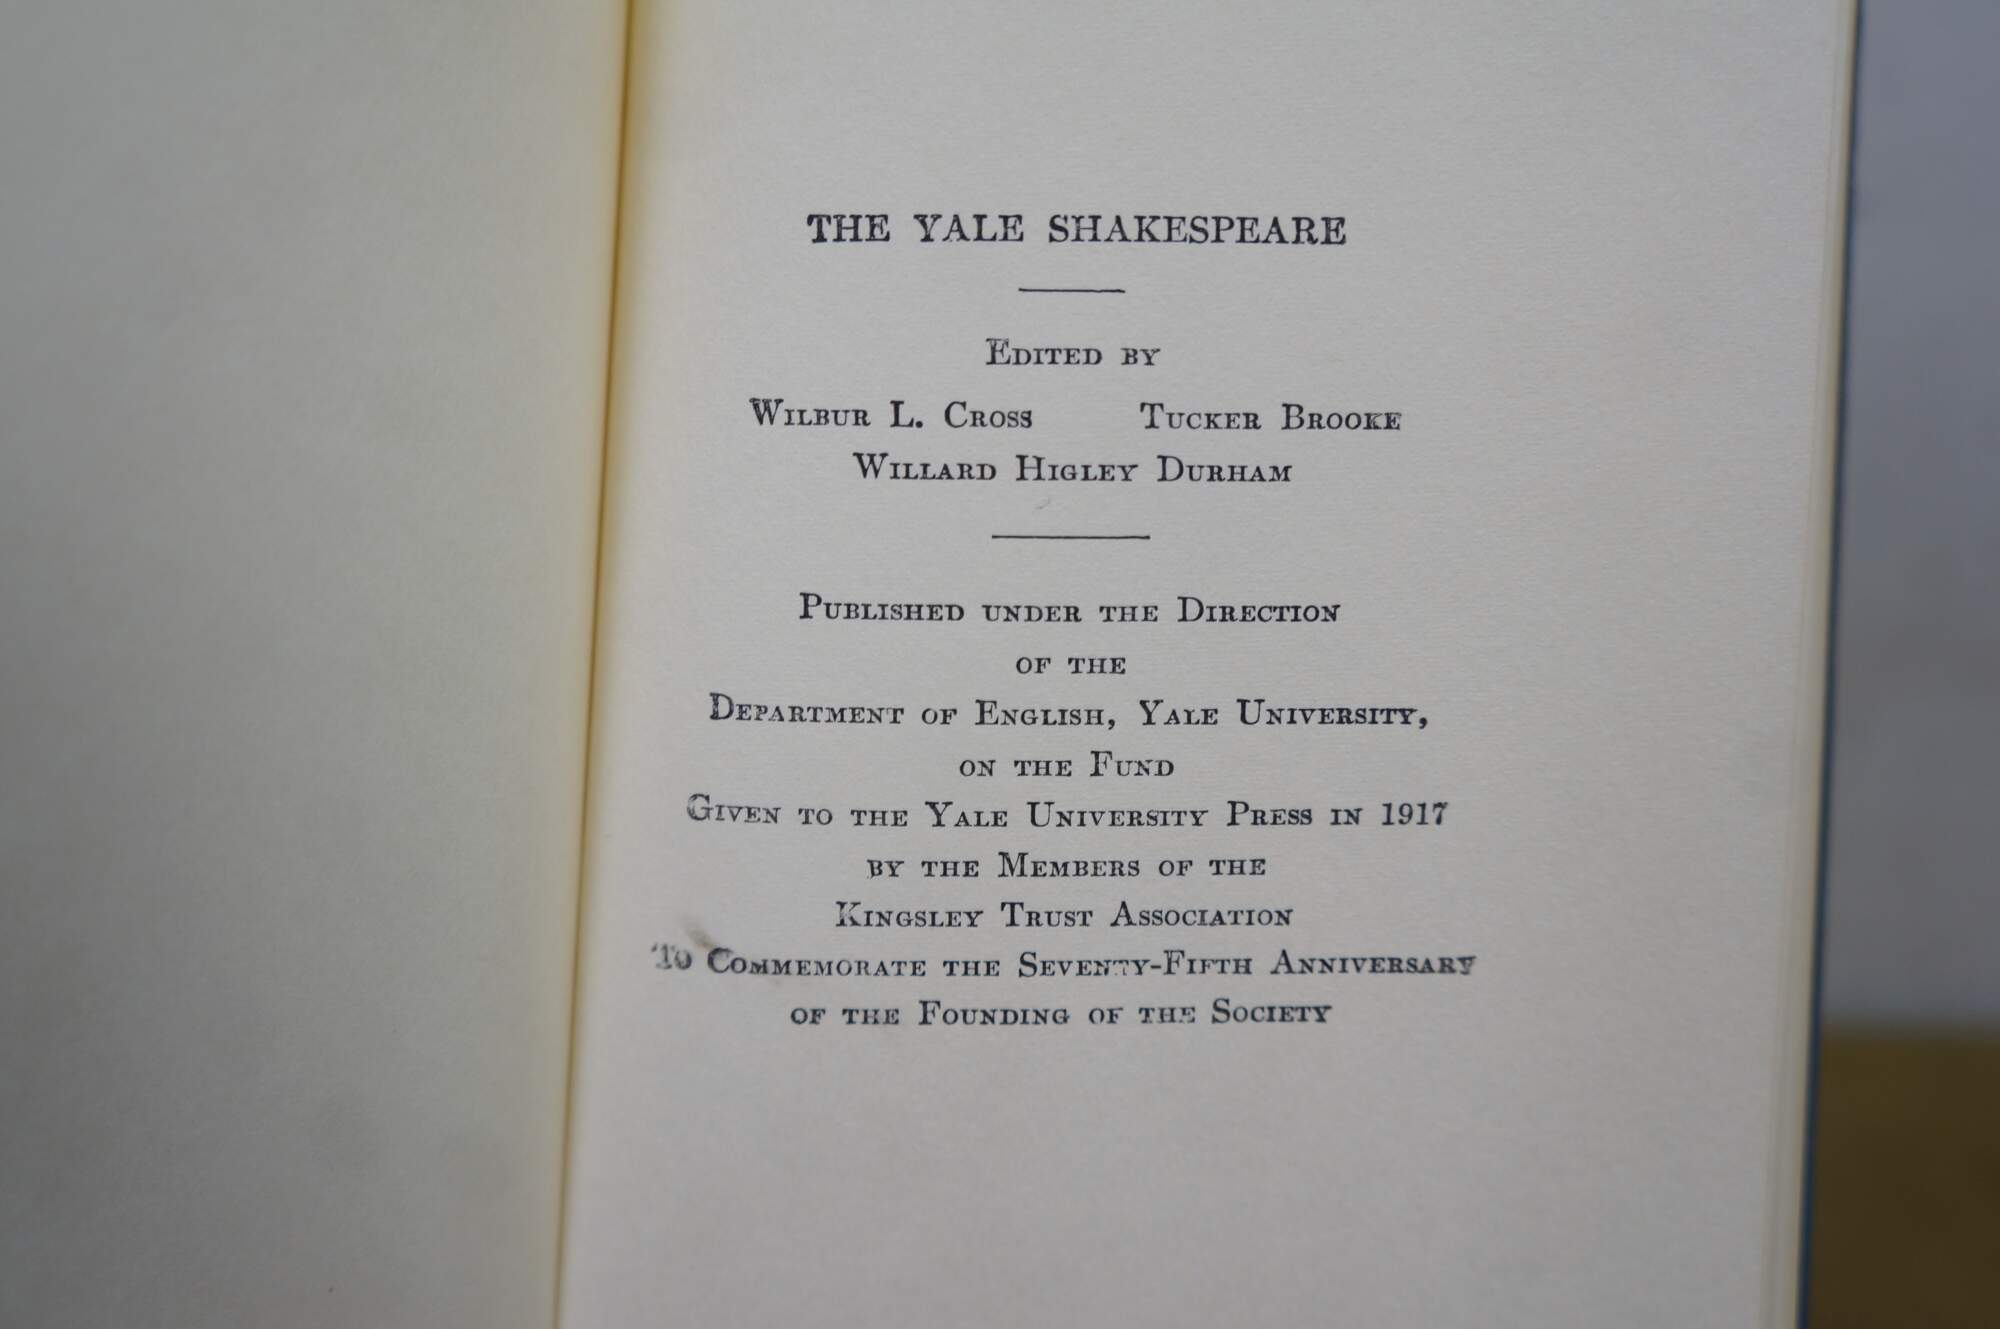 THE YALE SHAKESPEARE
EDITED BY
WILBUR L. CROSS TUCKER BROOKE
WILLARD HIGLEY DURHAM
PUBLISHED UNDER THE DIRECTION
OF THE
DEPARTMENT OF ENGLISH, YALE UNIVERSITY,
ON THE FUND
GIVEN TO THE YALE UNIVERSITY PRESS IN 1917
BY THE MEMBERS OF THE
KINGSLEY TRUST ASSOCIATION
TO COMMEMORATE THE SEVENTY-FIFTH ANNIVERSARY
OF THE FOUNDING OF THE SOCIETY